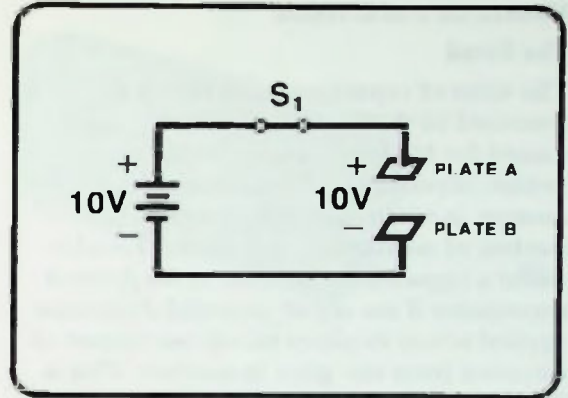 S₁
+ + PLATE A
10V 10V
− − PLATE B